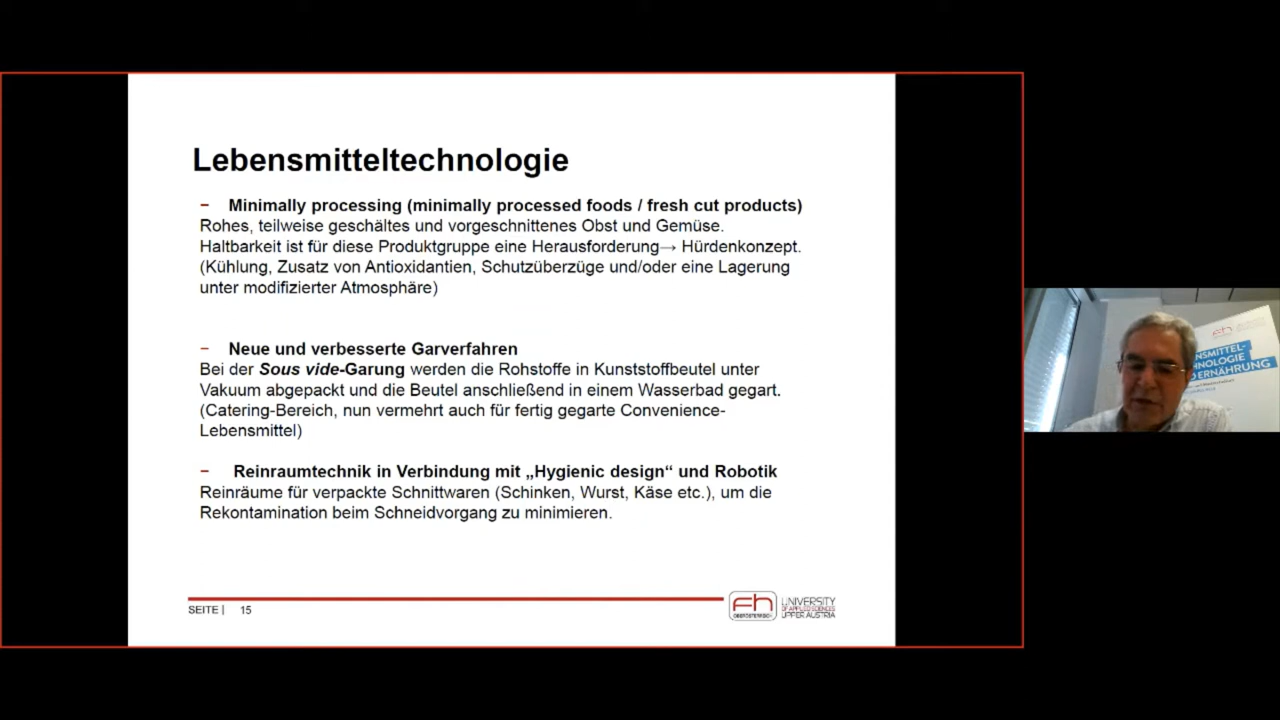 Lebensmitteltechnologie
− Minimally processing (minimally processed foods / fresh cut products)
Rohes, teilweise geschältes und vorgeschnittenes Obst und Gemüse.
Haltbarkeit ist für diese Produktgruppe eine Herausforderung→ Hürdenkonzept.
(Kühlung, Zusatz von Antioxidantien, Schutzüberzüge und/oder eine Lagerung
unter modifizierter Atmosphäre)
− Neue und verbesserte Garverfahren
Bei der Sous vide-Garung werden die Rohstoffe in Kunststoffbeutel unter
Vakuum abgepackt und die Beutel anschließend in einem Wasserbad gegart.
(Catering-Bereich, nun vermehrt auch für fertig gegarte Convenience-
Lebensmittel)
− Reinraumtechnik in Verbindung mit „Hygienic design“ und Robotik
Reinräume für verpackte Schnittwaren (Schinken, Wurst, Käse etc.), um die
Rekontamination beim Schneidvorgang zu minimieren.
SEITE | 15
fh
OBERÖSTERREICH
UNIVERSITY
OF APPLIED SCIENCES
UPPER AUSTRIA
NSMITTEL-
HNOLOGIE
D ERNÄHRUNG